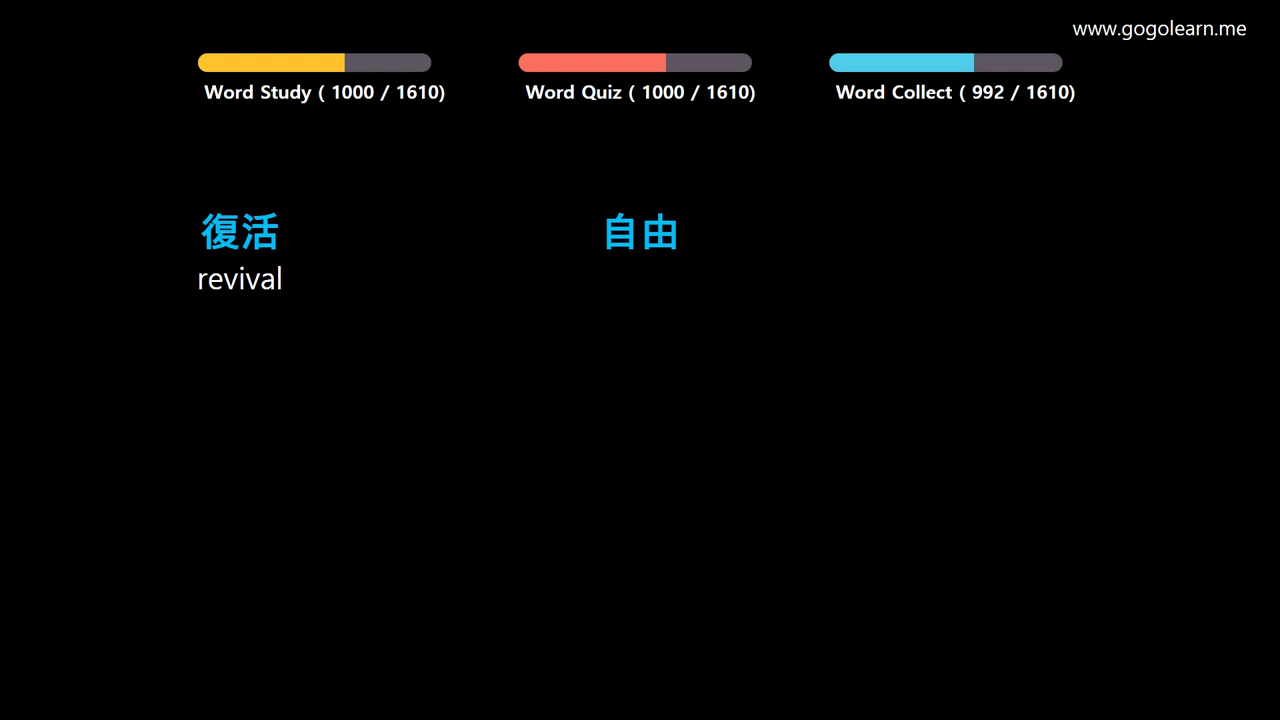 www.gogolearn.me
Word Study ( 1000 / 1610)
Word Quiz ( 1000 / 1610)
Word Collect ( 992 / 1610)
復活
自由
revival